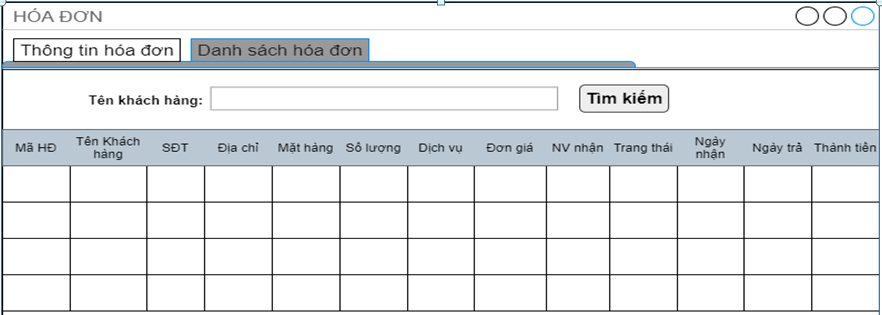 HÓA ĐƠN
Thông tin hóa đơn Danh sách hóa đơn
Tên khách hàng: Tìm kiếm
Mã HĐ Tên Khách hàng SĐT Địa chỉ Mặt hàng Số lượng Dịch vụ Đơn giá NV nhận Trang thái Ngày nhận Ngày trả Thành tiền